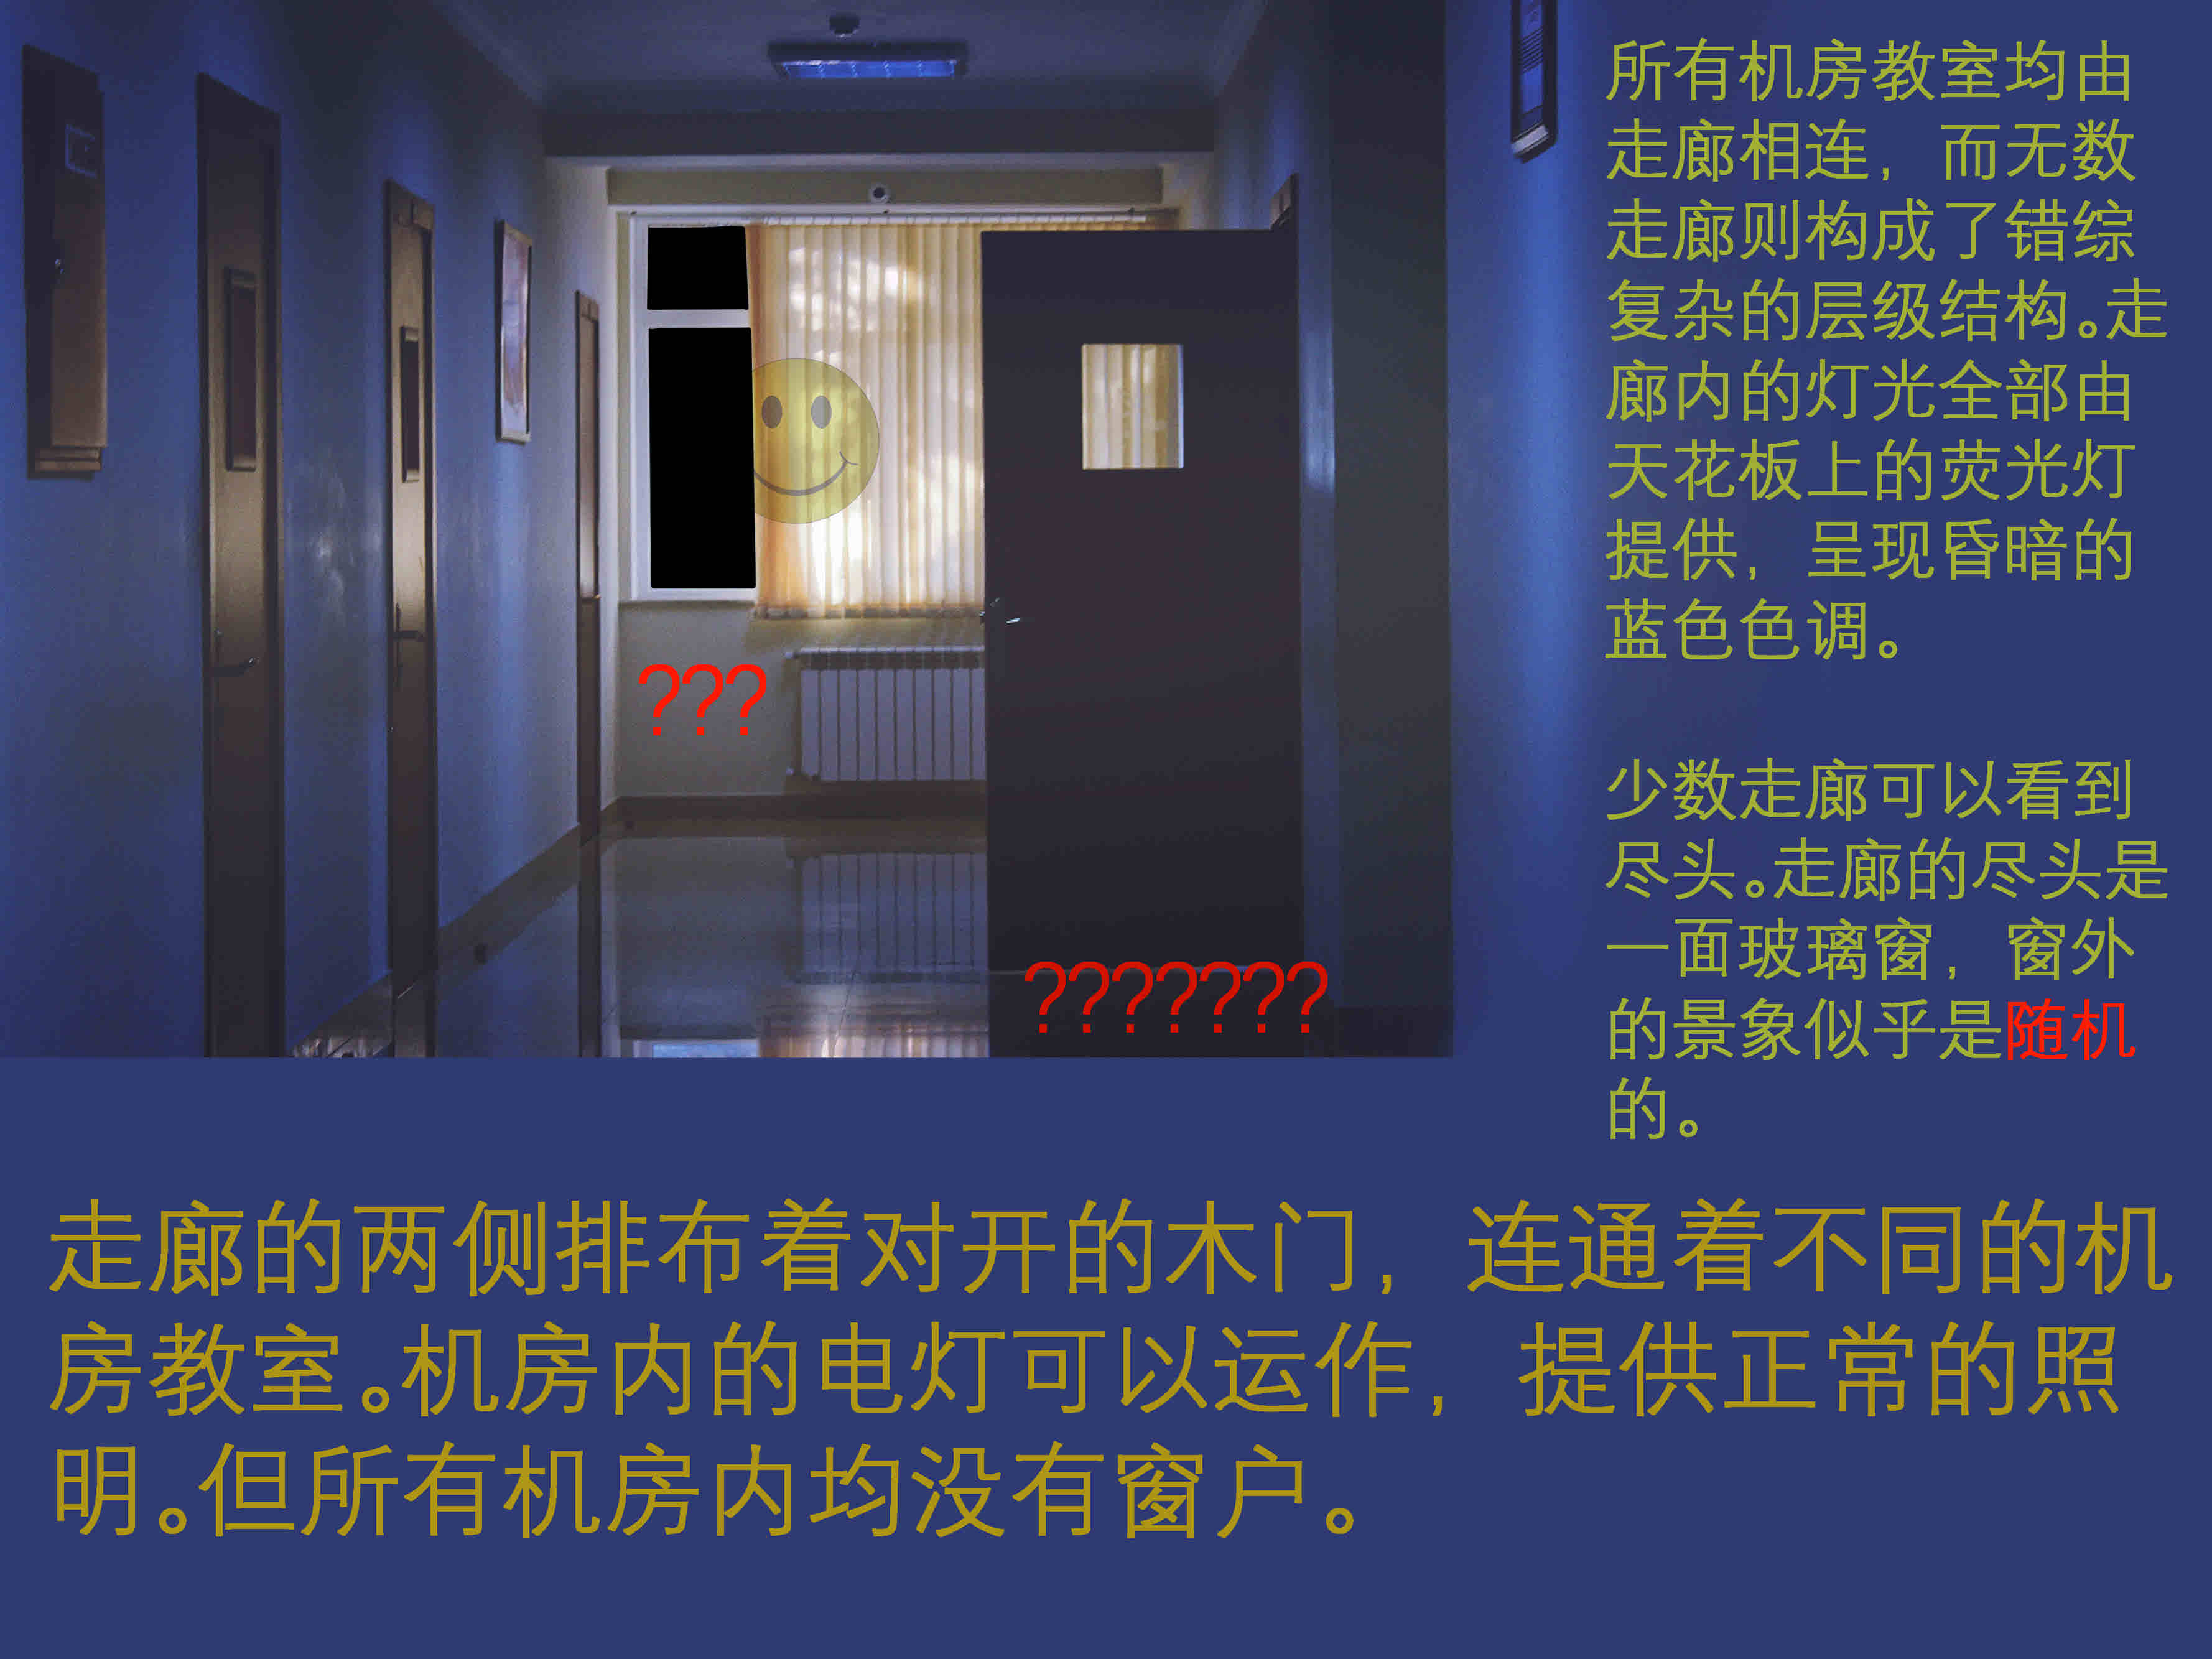 所有机房教室均由
走廊相连，而无数
走廊则构成了错综
复杂的层级结构。走
廊内的灯光全部由
天花板上的荧光灯
提供，呈现昏暗的
蓝色色调。
少数走廊可以看到
尽头。走廊的尽头是
一面玻璃窗，窗外
的景象似乎是随机
的。
???
???????
走廊的两侧排布着对开的木门，连通着不同的机
房教室。机房内的电灯可以运作，提供正常的照
明。但所有机房内均没有窗户。